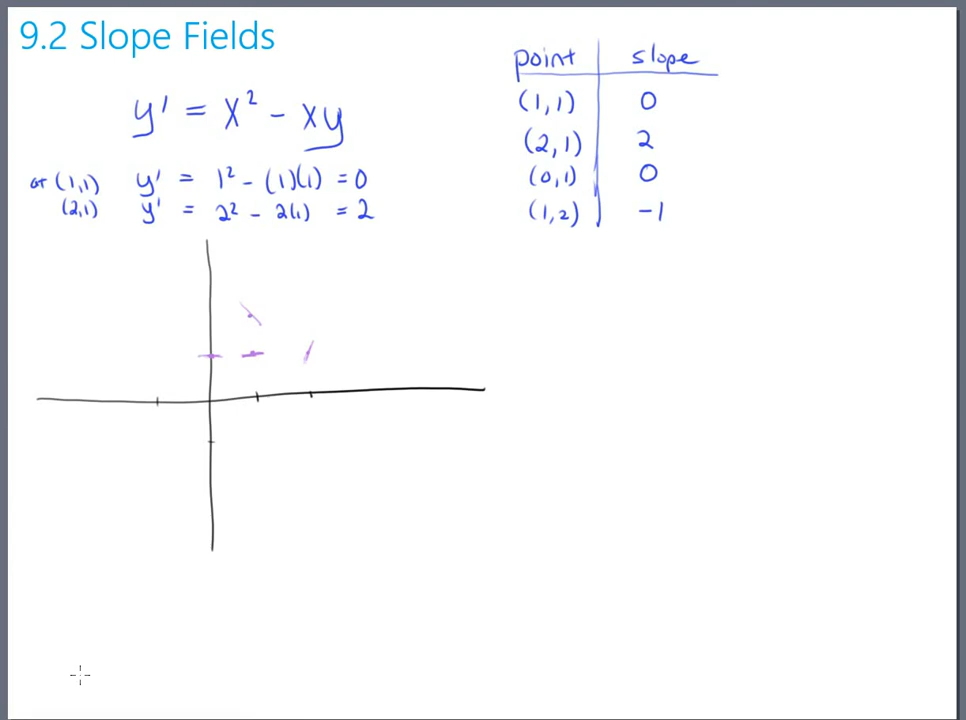 9.2 Slope Fields
y' = x² - xy
at (1,1) y' = 1² - (1)(1) = 0
(2,1) y' = 2² - 2(1) = 2
point slope
(1,1) 0
(2,1) 2
(0,1) 0
(1,2) -1